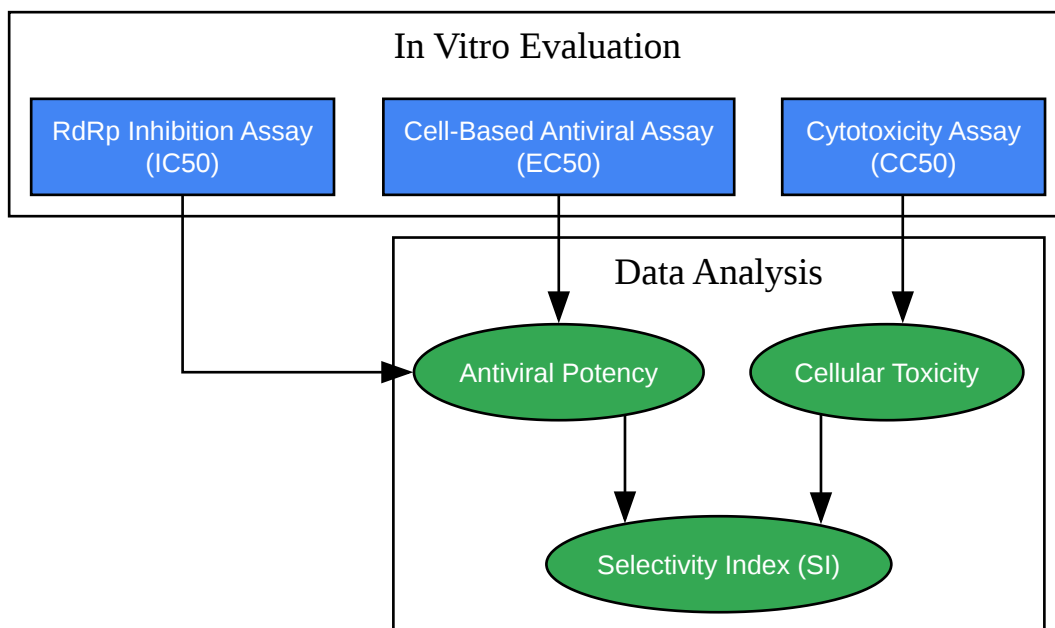 In Vitro Evaluation
RdRp Inhibition Assay
(IC50)
Cell-Based Antiviral Assay
(EC50)
Cytotoxicity Assay
(CC50)
Data Analysis
Antiviral Potency
Cellular Toxicity
Selectivity Index (SI)